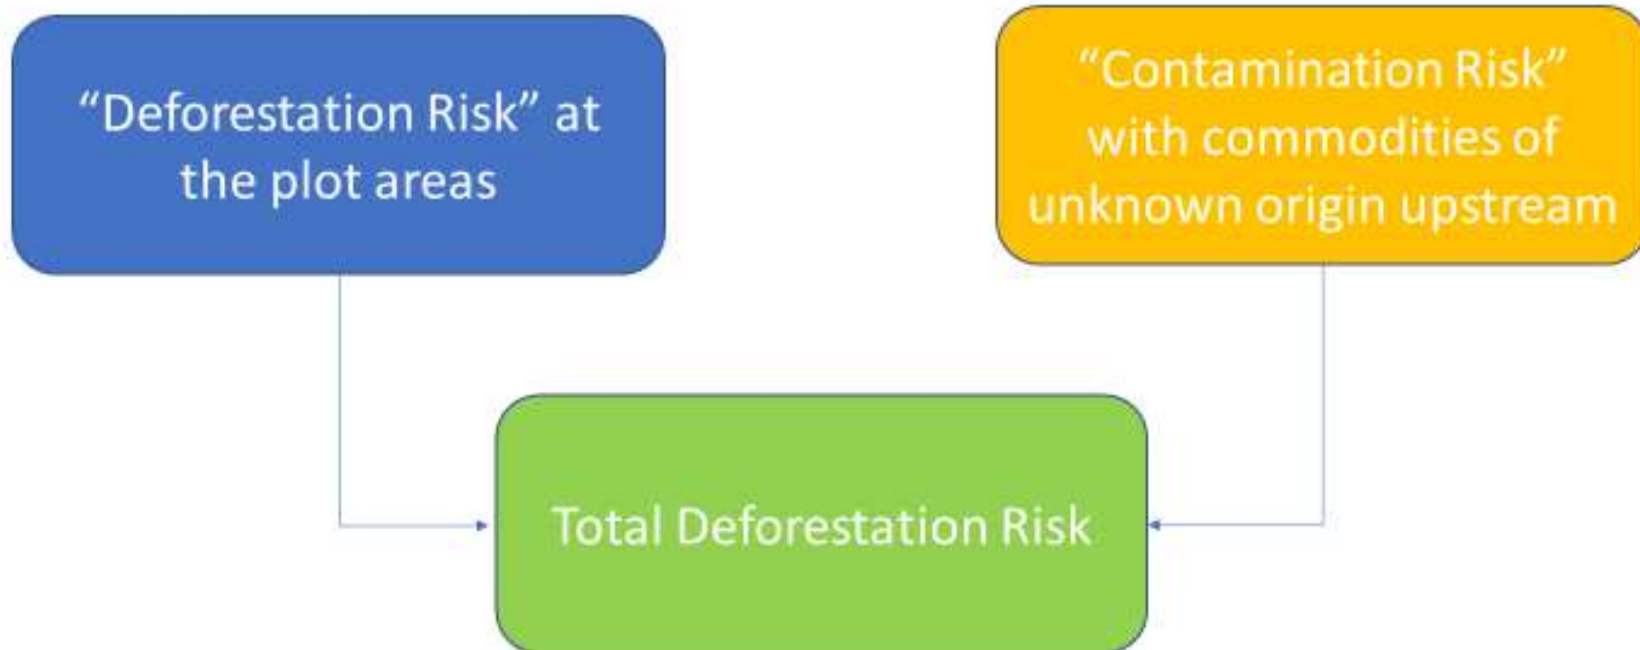 “Deforestation Risk” at
the plot areas
“Contamination Risk”
with commodities of
unknown origin upstream
Total Deforestation Risk